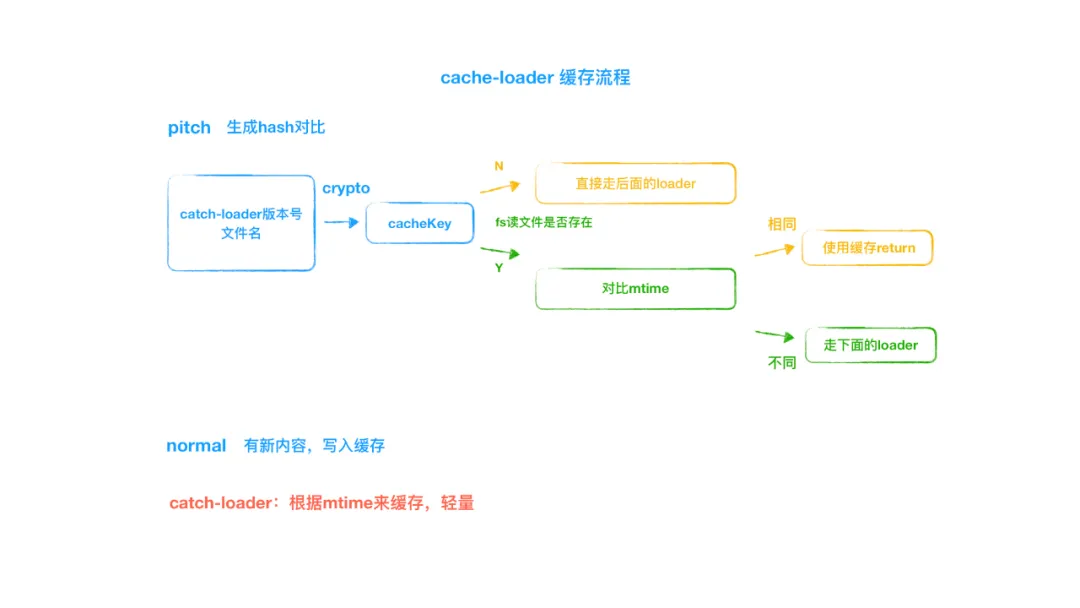 cache-loader 缓存流程
pitch 生成hash对比
catch-loader版本号
文件名
crypto
cacheKey
N
直接走后面的loader
fs读文件是否存在
Y
对比mtime
相同
使用缓存return
走下面的loader
不同
normal 有新内容，写入缓存
catch-loader：根据mtime来缓存，轻量